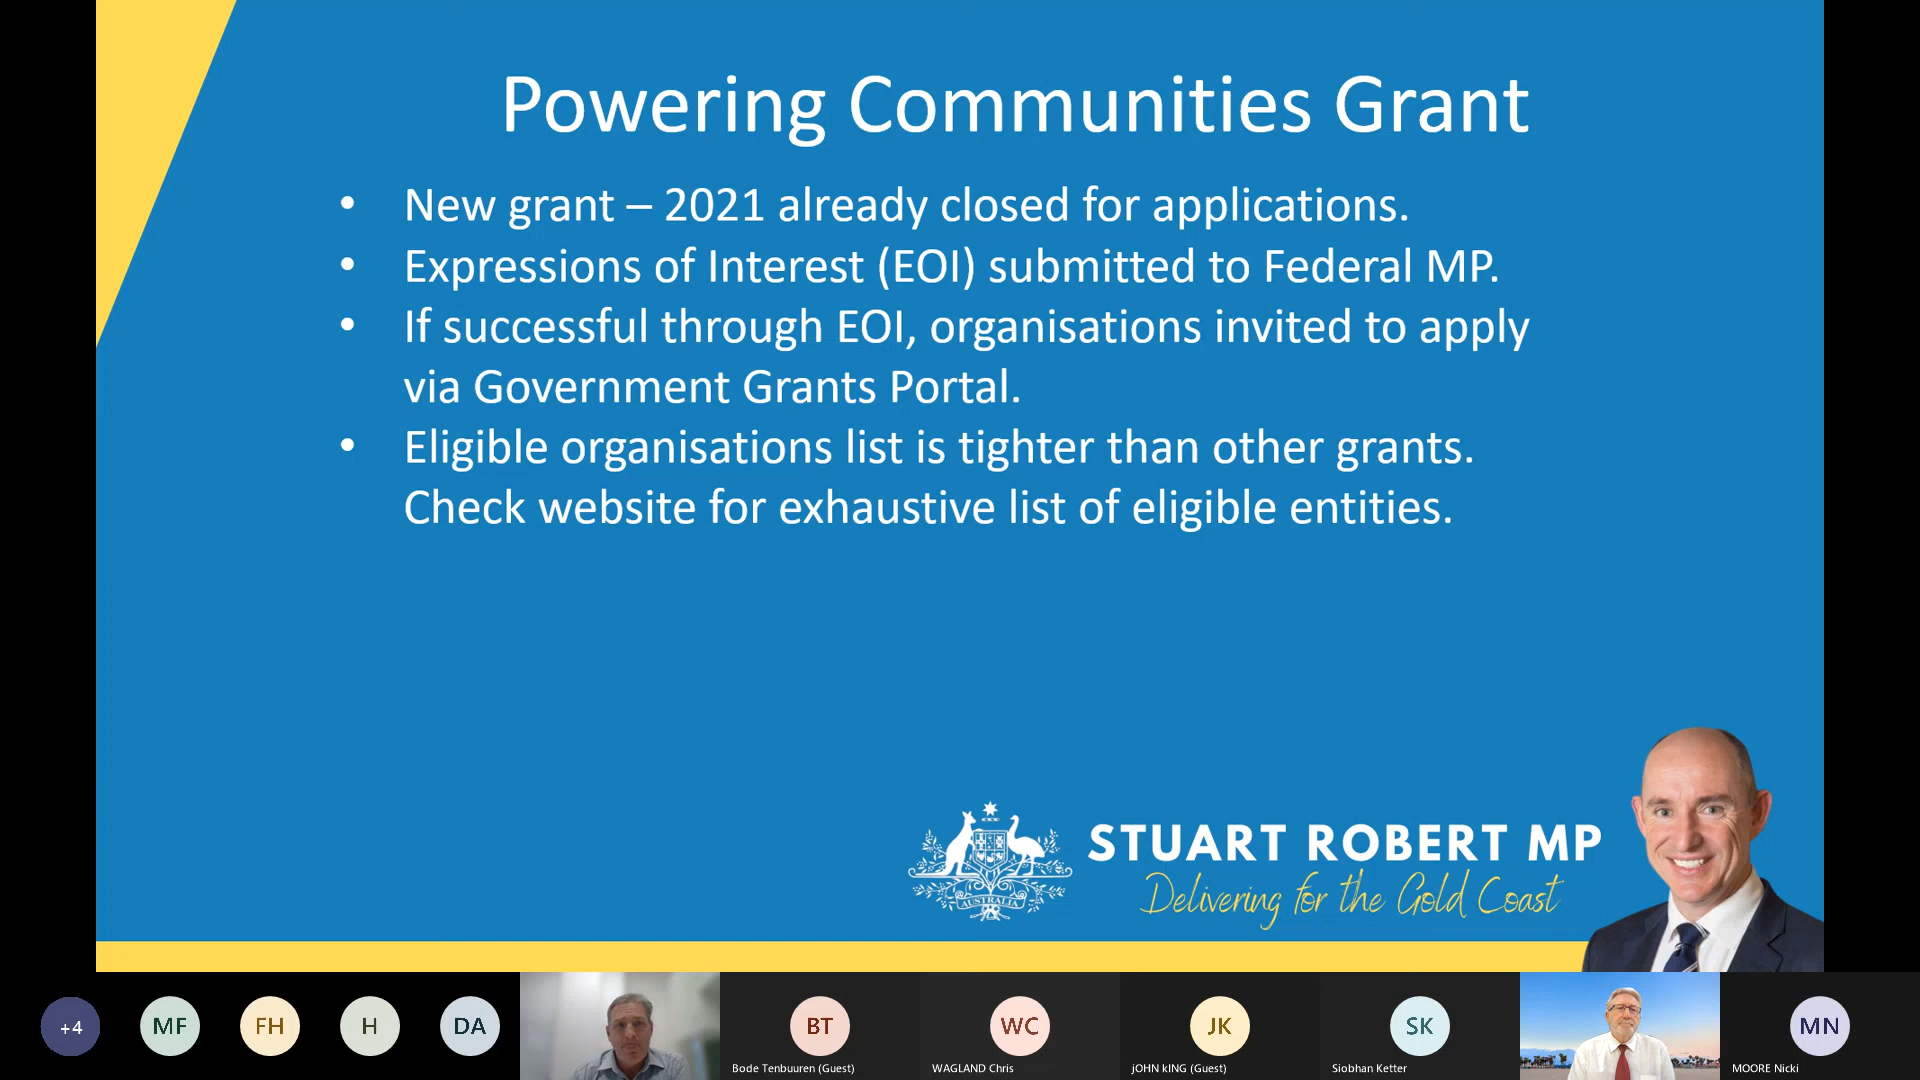 Powering Communities Grant
• New grant – 2021 already closed for applications.
• Expressions of Interest (EOI) submitted to Federal MP.
• If successful through EOI, organisations invited to apply
via Government Grants Portal.
• Eligible organisations list is tighter than other grants.
Check website for exhaustive list of eligible entities.
AUSTRALIA
STUART ROBERT MP
Delivering for the Gold Coast
+4
MF
FH
H
DA
BT
WC
JK
SK
MN
Bode Tenbuuren (Guest)
WAGLAND Chris
jOHN kING (Guest)
Siobhan Ketter
MOORE Nicki